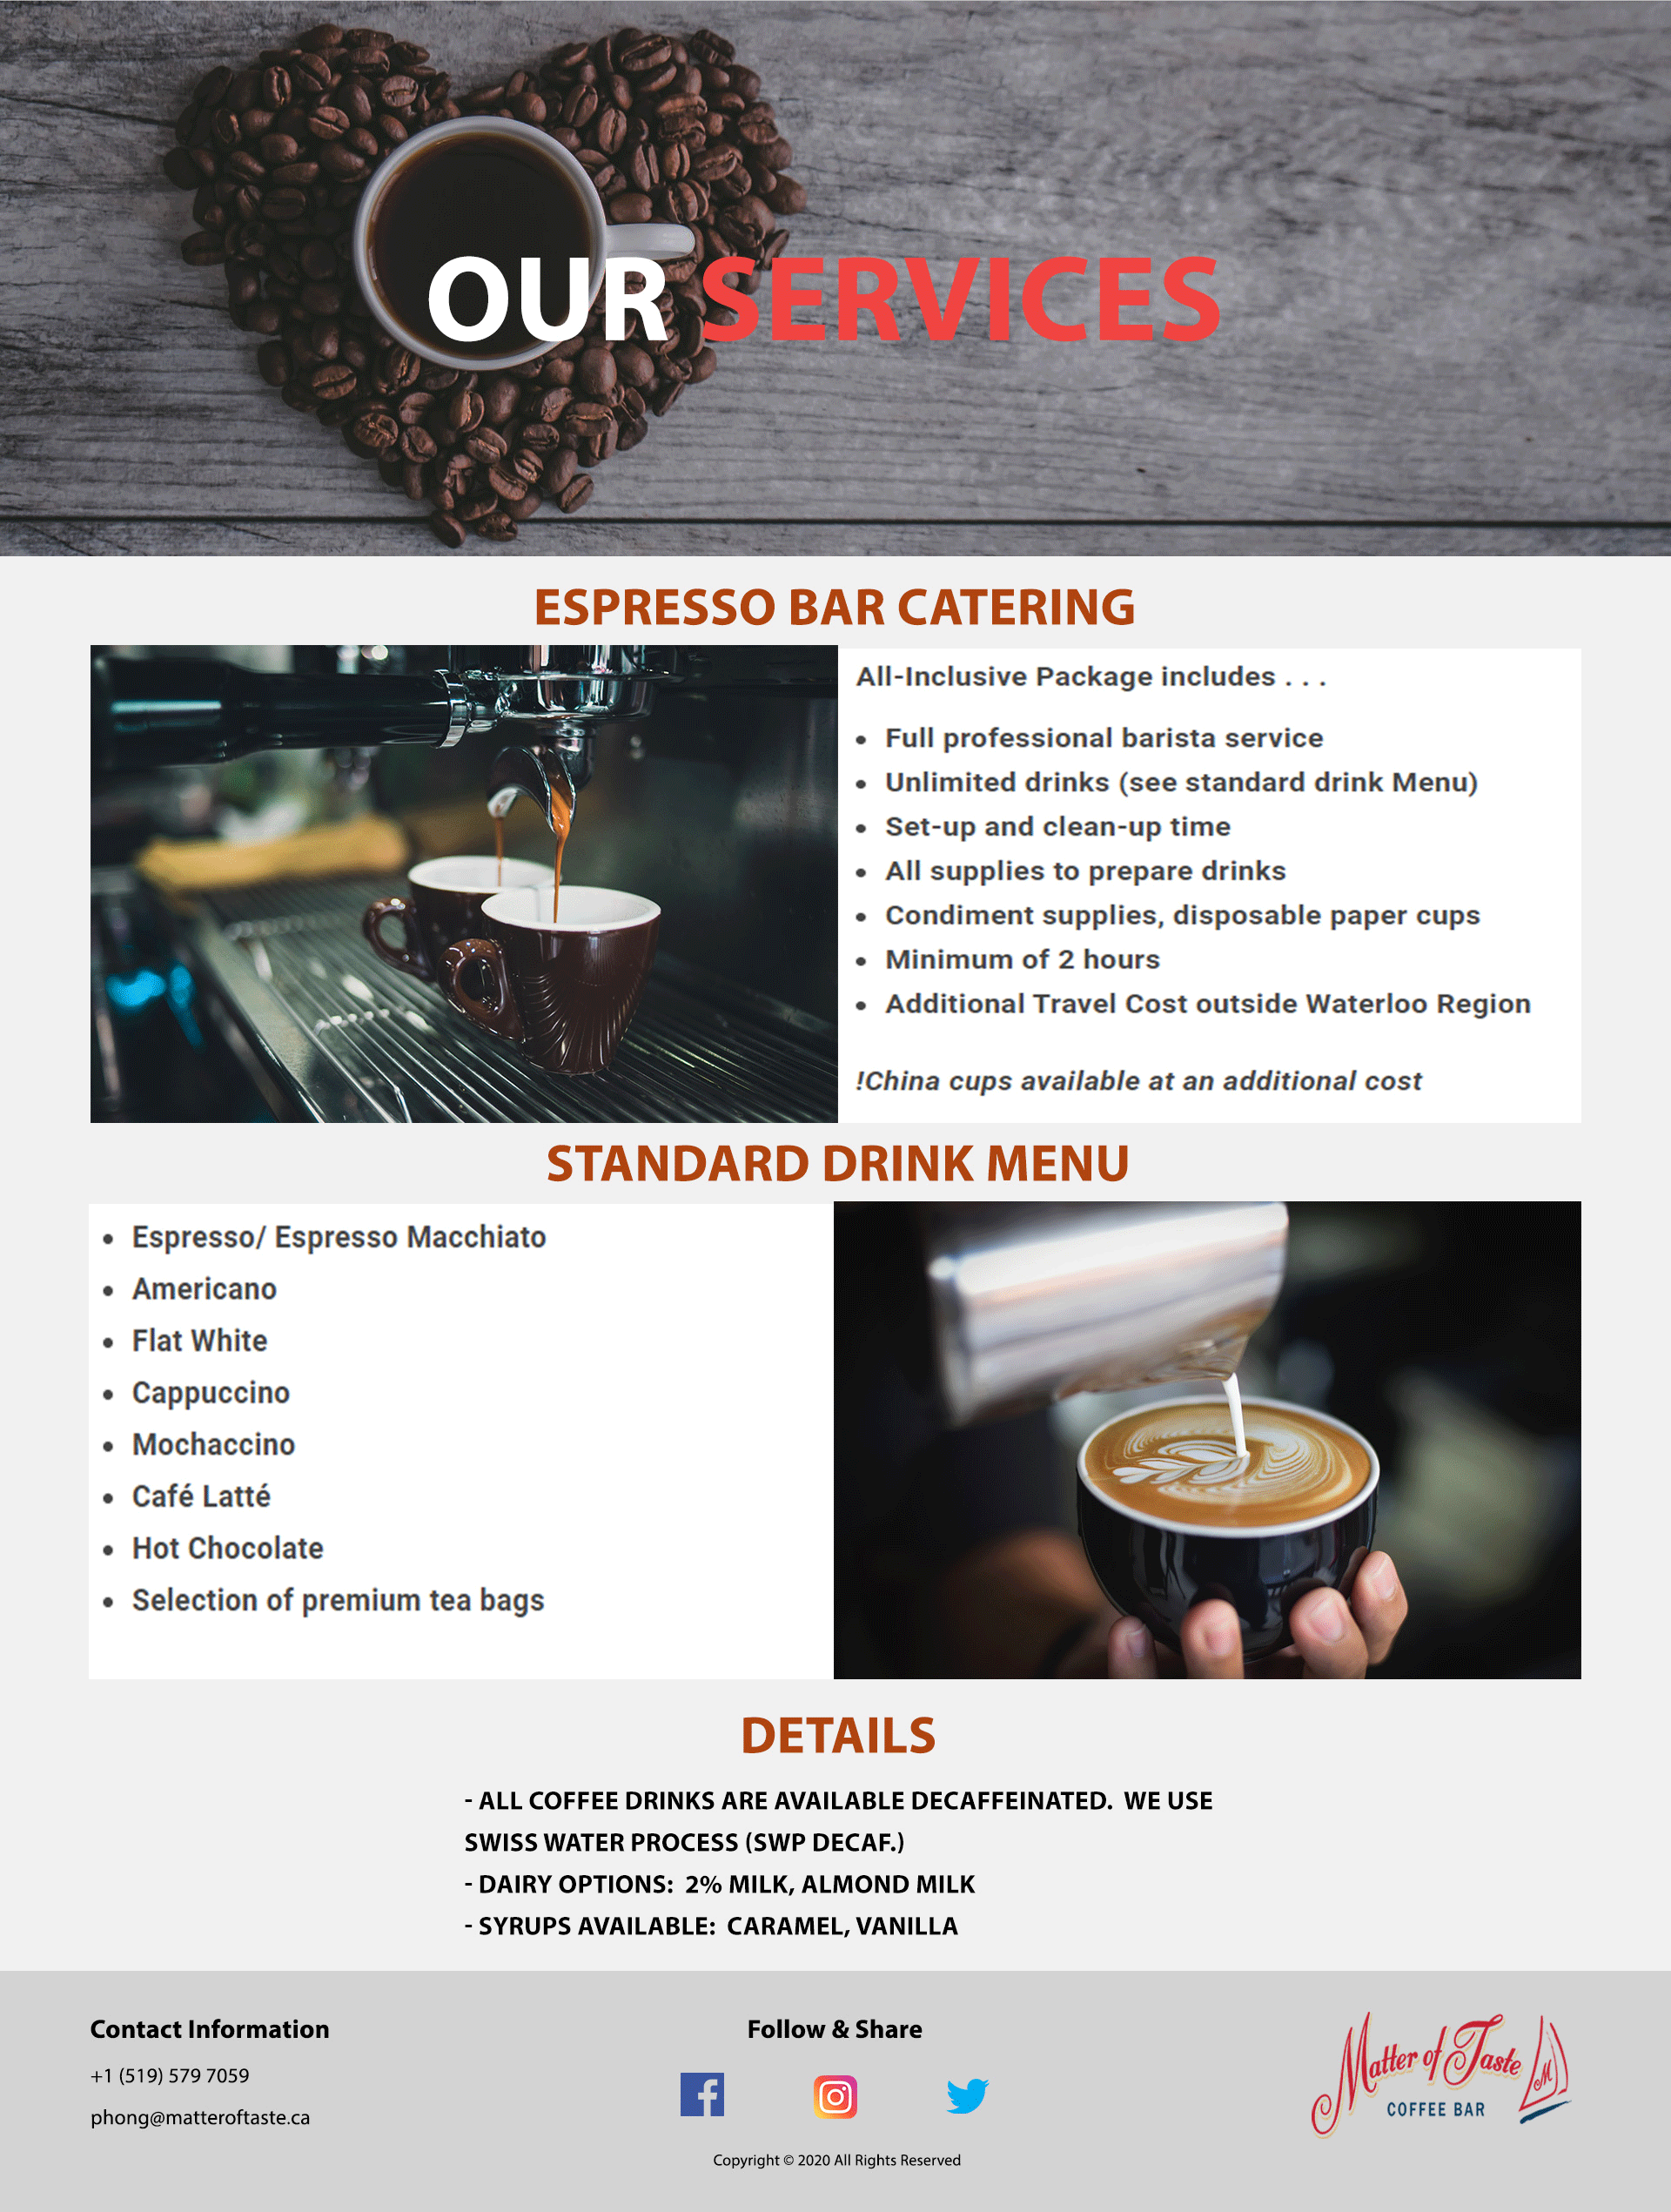 OUR SERVICES
ESPRESSO BAR CATERING
All-Inclusive Package includes . . .
• Full professional barista service
• Unlimited drinks (see standard drink Menu)
• Set-up and clean-up time
• All supplies to prepare drinks
• Condiment supplies, disposable paper cups
• Minimum of 2 hours
• Additional Travel Cost outside Waterloo Region
!China cups available at an additional cost
STANDARD DRINK MENU
• Espresso/ Espresso Macchiato
• Americano
• Flat White
• Cappuccino
• Mochaccino
• Café Latté
• Hot Chocolate
• Selection of premium tea bags
DETAILS
- ALL COFFEE DRINKS ARE AVAILABLE DECAFFEINATED.  WE USE
SWISS WATER PROCESS (SWP DECAF.)
- DAIRY OPTIONS:  2% MILK, ALMOND MILK
- SYRUPS AVAILABLE:  CARAMEL, VANILLA
Contact Information
+1 (519) 579 7059
phong@matteroftaste.ca
Follow & Share
Copyright © 2020 All Rights Reserved
Matter of Taste
M
COFFEE BAR